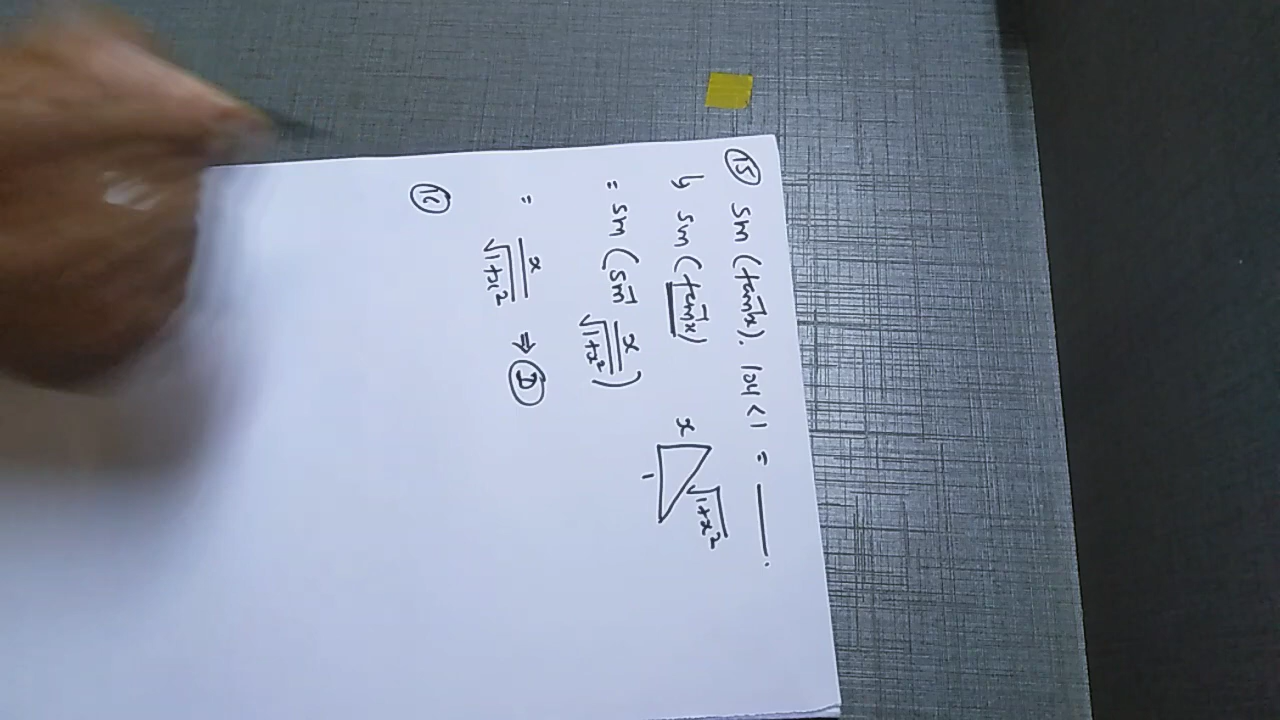 (15) sin (tan⁻¹x), |x| < 1 = ____.
↳ sin (tan⁻¹x)
x
1
√1+x²
= sin (sin⁻¹ x/√1+x²)
= x/√1+x² ⇒ (D)
(16)